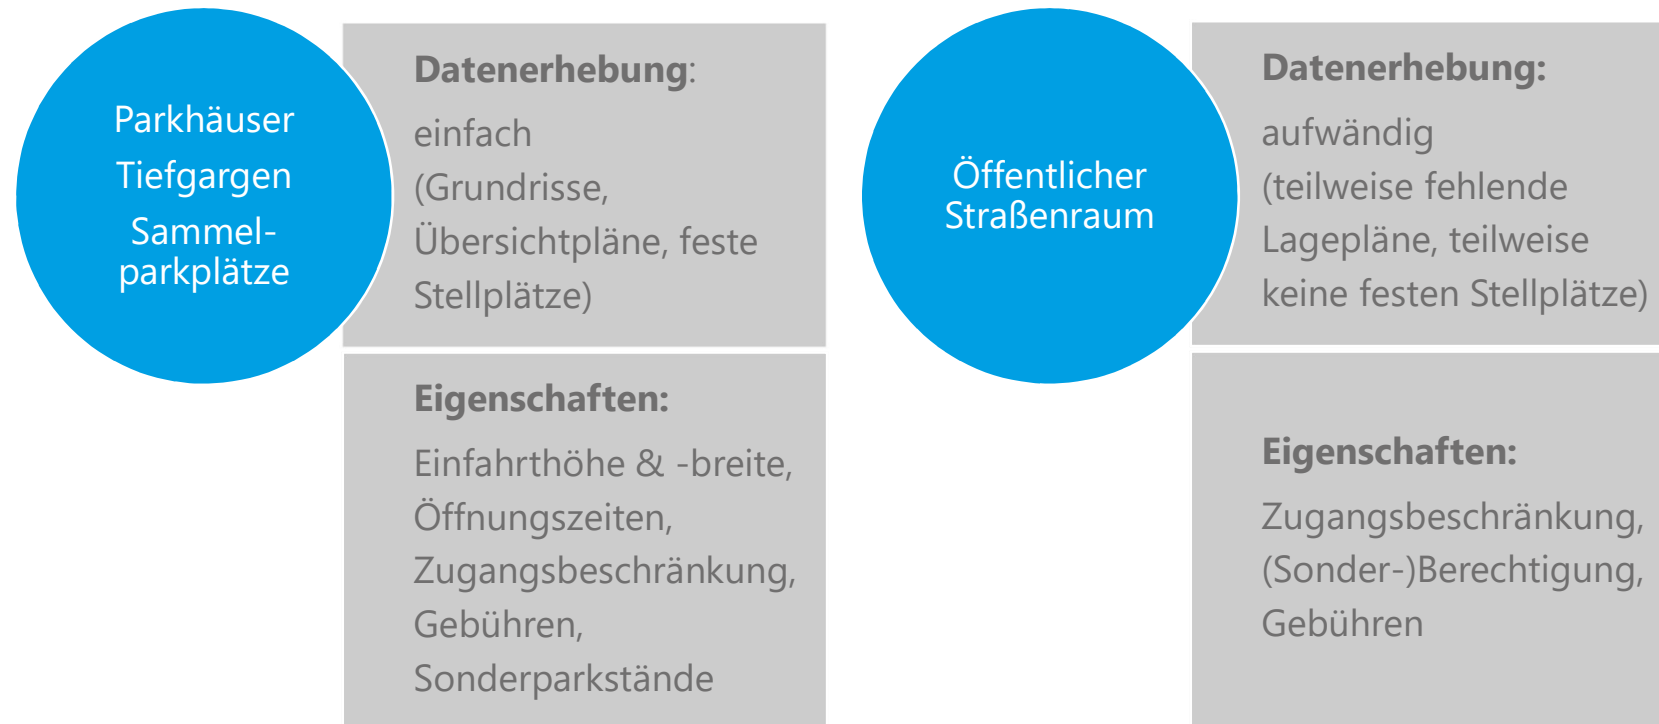 Parkhäuser
Tiefgargen
Sammel-
parkplätze
Datenerhebung:
einfach
(Grundrisse,
Übersichtpläne, feste
Stellplätze)
Eigenschaften:
Einfahrthöhe & -breite,
Öffnungszeiten,
Zugangsbeschränkung,
Gebühren,
Sonderparkstände
Öffentlicher
Straßenraum
Datenerhebung:
aufwändig
(teilweise fehlende
Lagepläne, teilweise
keine festen Stellplätze)
Eigenschaften:
Zugangsbeschränkung,
(Sonder-)Berechtigung,
Gebühren